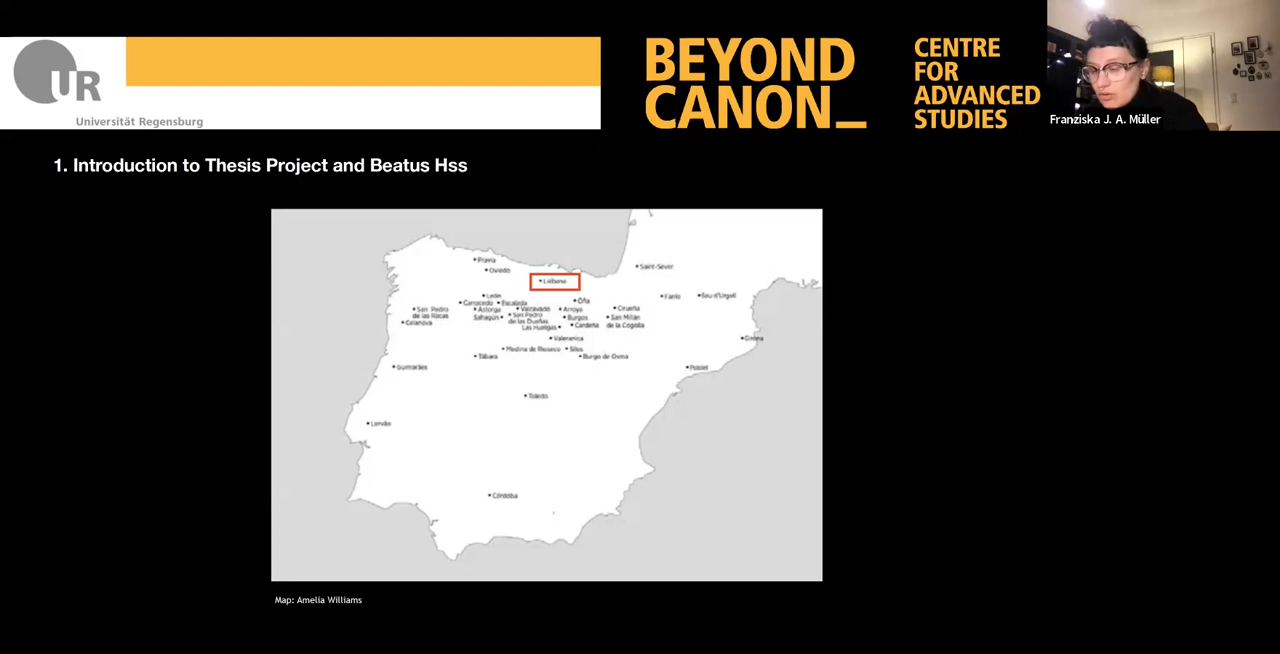 UR
Universität Regensburg
BEYOND
CANON_
CENTRE
FOR
ADVANCED
STUDIES
Franziska J. A. Müller
1. Introduction to Thesis Project and Beatus Hss
Pravia
Oviedo
Liébana
Saint-Sever
León
Carracedo
Escalada
Oña
Fanlo
Seu d'Urgell
San Pedro
de las Rocas
Astorga
Valcavado
Arroyo
Cirueña
Celanova
Sahagún
San Pedro
de las Dueñas
Burgos
San Millán
de la Cogolla
Las Huelgas
Cardeña
Valeranica
Girona
Medina de Rioseco
Silos
Tábara
Burgo de Osma
Guimarães
Poblet
Toledo
Lorvão
Córdoba
Map: Amelia Williams